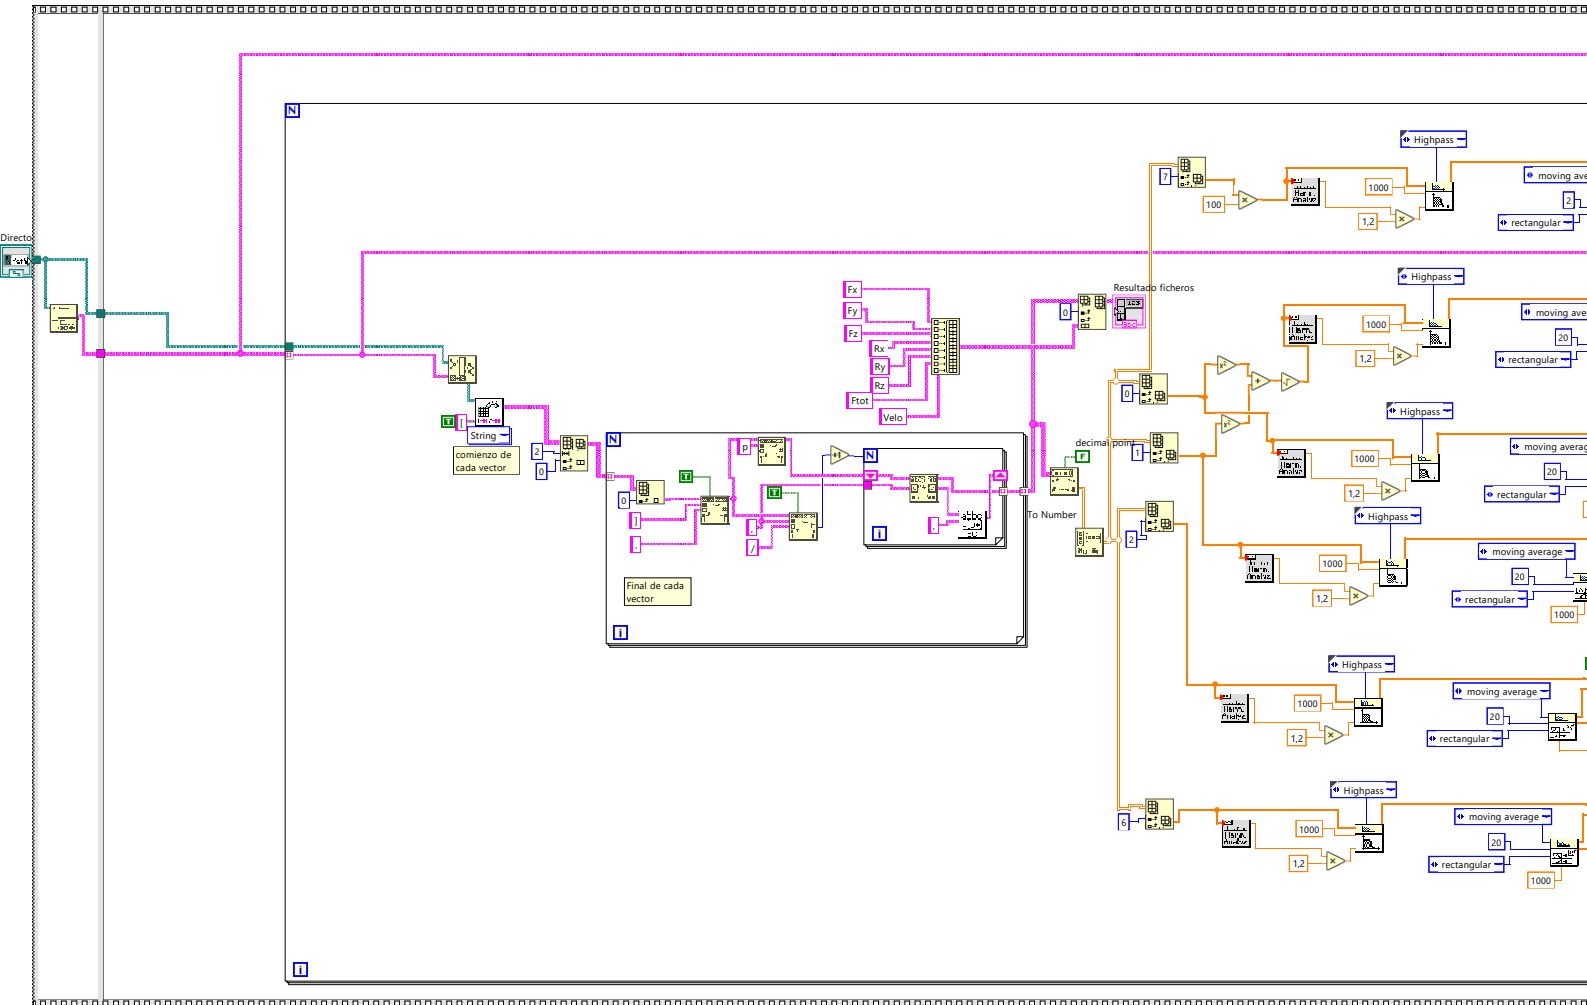 N
Highpass
moving ave
7
1000
2
100
1,2
rectangular
Directo
Highpass
Fx
Resultado ficheros
Fy
0
moving ave
1000
Fz
20
Rx
1,2
rectangular
Ry
Rz
0
Ftot
Highpass
Velo
T
[
String
N
decimal point
moving average
comienzo de
cada vector
2
p
1
F
1000
N
0
20
T
T
1,2
rectangular
0
]
To Number
Highpass
,
/
i
2
moving average
1000
20
Final de cada
vector
1,2
rectangular
1000
i
Highpass
moving average
1000
20
1,2
rectangular
Highpass
moving average
6
1000
20
1,2
rectangular
1000
i